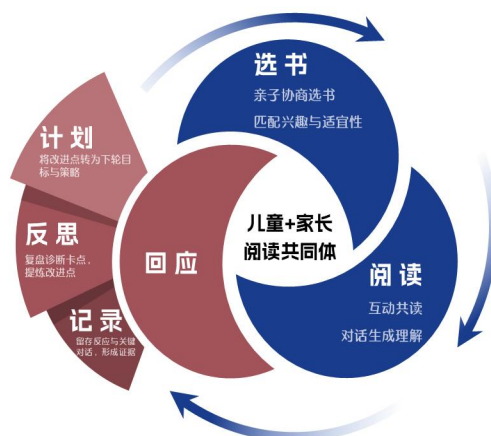 选书
亲子协商选书
匹配兴趣与适宜性
计划
将改进点转为下轮目
标与策略
儿童+家长
阅读共同体
反思
复盘诊断卡点，
提炼改进点
回应
阅读
互动共读
对话生成理解
记录
留存反应与关键
对话，形成证据